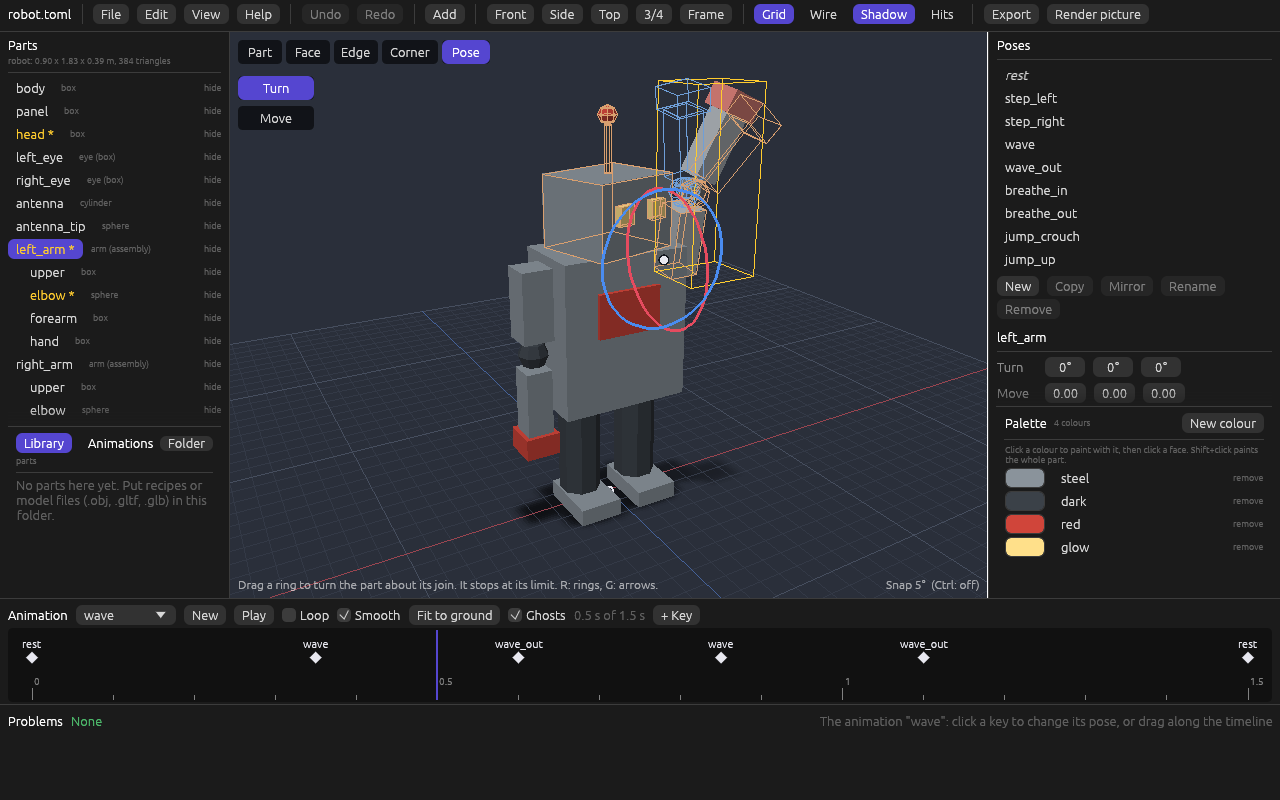 robot.toml File Edit View Help Undo Redo Add Front Side Top 3/4 Frame Grid Wire Shadow Hits Export Render picture
Parts
robot: 0.90 x 1.83 x 0.39 m, 384 triangles
body box hide
panel box hide
head * box hide
left_eye eye (box) hide
right_eye eye (box) hide
antenna cylinder hide
antenna_tip sphere hide
left_arm * arm (assembly) hide
upper box hide
elbow * sphere hide
forearm box hide
hand box hide
right_arm arm (assembly) hide
upper box hide
elbow sphere hide
Library Animations Folder
parts
No parts here yet. Put recipes or
model files (.obj, .gltf, .glb) in this
folder.
Part Face Edge Corner Pose
Turn
Move
Drag a ring to turn the part about its join. It stops at its limit. R: rings, G: arrows.
Snap 5° (Ctrl: off)
Poses
rest
step_left
step_right
wave
wave_out
breathe_in
breathe_out
jump_crouch
jump_up
New Copy Mirror Rename
Remove
left_arm
Turn 0° 0° 0°
Move 0.00 0.00 0.00
Palette 4 colours New colour
Click a colour to paint with it, then click a face. Shift+click paints
the whole part.
steel remove
dark remove
red remove
glow remove
Animation wave New Play Loop Smooth Fit to ground Ghosts 0.5 s of 1.5 s + Key
rest wave wave_out wave wave_out rest
0 0.5 1 1.5
Problems None
The animation "wave": click a key to change its pose, or drag along the timeline